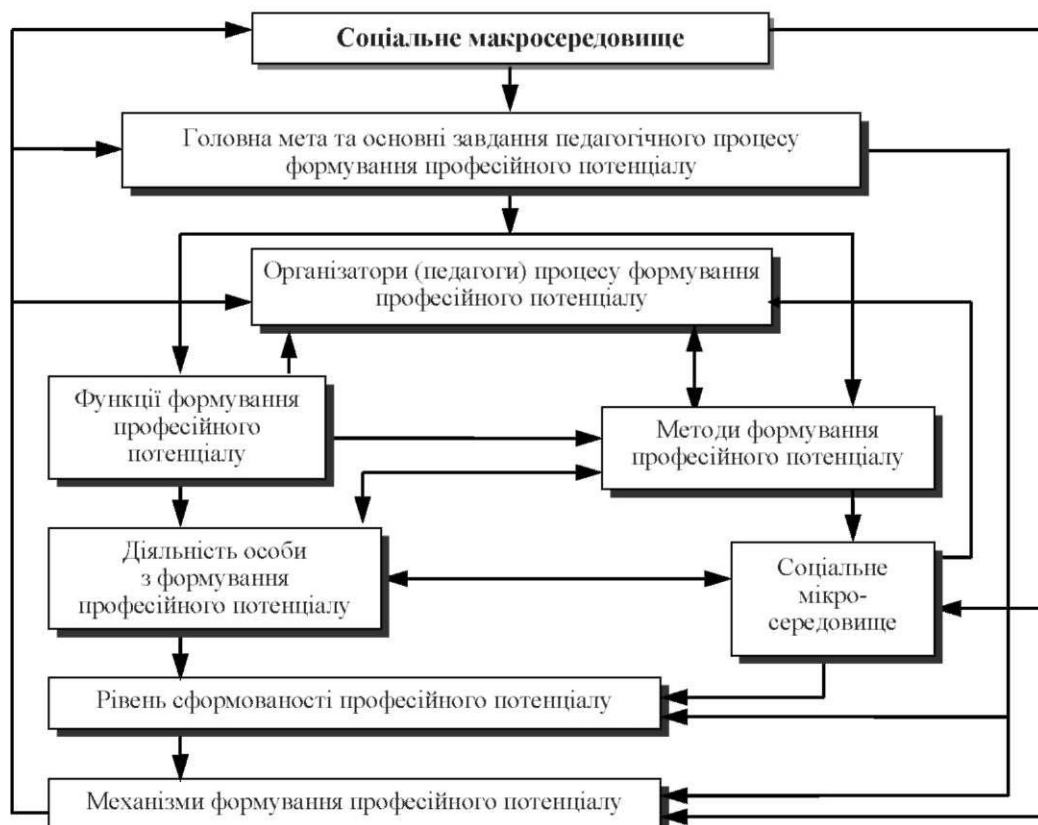 Соціальне макросередовище
Головна мета та основні завдання педагогічного процесу
формування професійного потенціалу
Організатори (педагоги) процесу формування
професійного потенціалу
Функції формування
професійного
потенціалу
Методи формування
професійного потенціалу
Діяльність особи
з формування
професійного потенціалу
Соціальне
мікро-
середовище
Рівень сформованості професійного потенціалу
Механізми формування професійного потенціалу